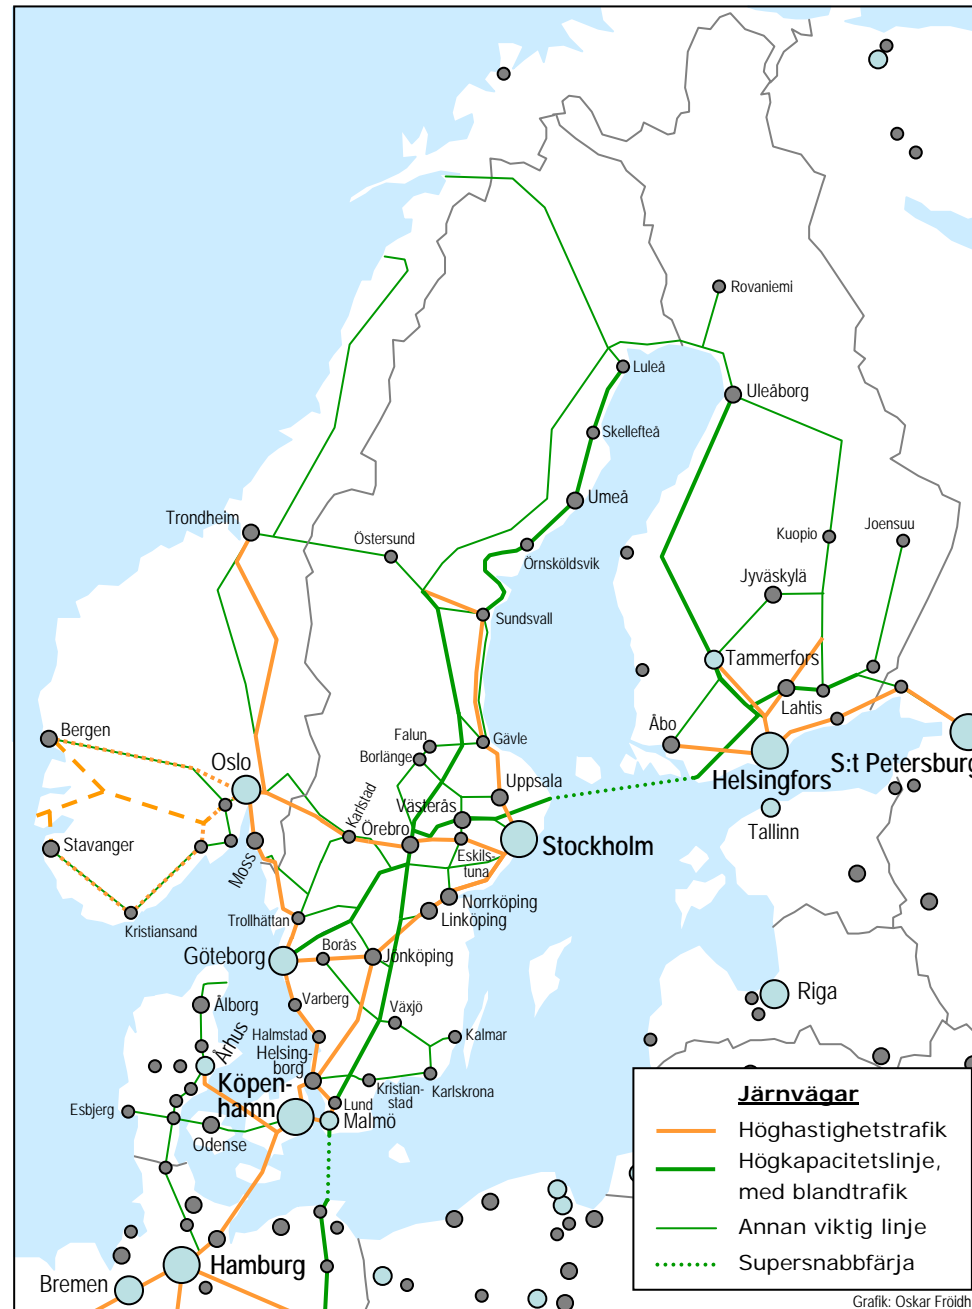 Rovaniemi
Luleå
Uleåborg
Skellefteå
Umeå
Trondheim
Östersund
Örnsköldsvik
Kuopio
Joensuu
Jyväskylä
Sundsvall
Tammerfors
Lahtis
Bergen
Falun
Gävle
Åbo
Borlänge
Oslo
Helsingfors
S:t Petersburg
Uppsala
Karlstad
Västerås
Örebro
Tallinn
Stavanger
Moss
Stockholm
Eskils-
tuna
Norrköping
Linköping
Kristiansand
Trollhättan
Göteborg
Borås
Jönköping
Riga
Ålborg
Varberg
Växjö
Århus
Halmstad
Kalmar
Helsing-
borg
Köpen-
hamn
Kristian-
stad
Karlskrona
Esbjerg
Lund
Malmö
Odense
Hamburg
Bremen
Järnvägar
Höghastighetstrafik
Högkapacitetslinje,
med blandtrafik
Annan viktig linje
Supersnabbfärja
Grafik: Oskar Fröidh